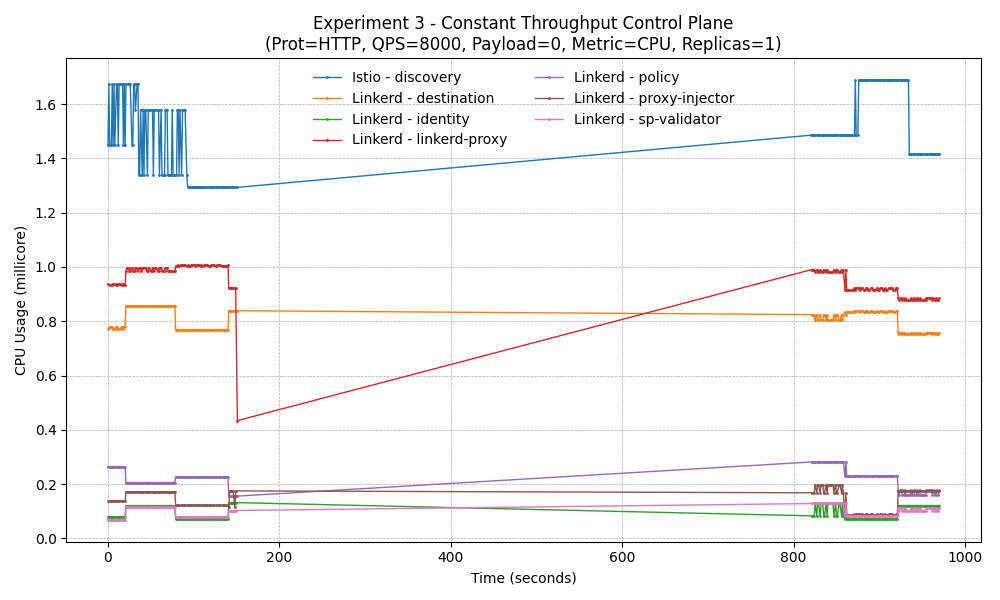 Experiment 3 - Constant Throughput Control Plane
(Prot=HTTP, QPS=8000, Payload=0, Metric=CPU, Replicas=1)
Istio - discovery
Linkerd - destination
Linkerd - identity
Linkerd - linkerd-proxy
Linkerd - policy
Linkerd - proxy-injector
Linkerd - sp-validator
CPU Usage (millicore)
1.6
1.4
1.2
1.0
0.8
0.6
0.4
0.2
0.0
0
200
400
600
800
1000
Time (seconds)